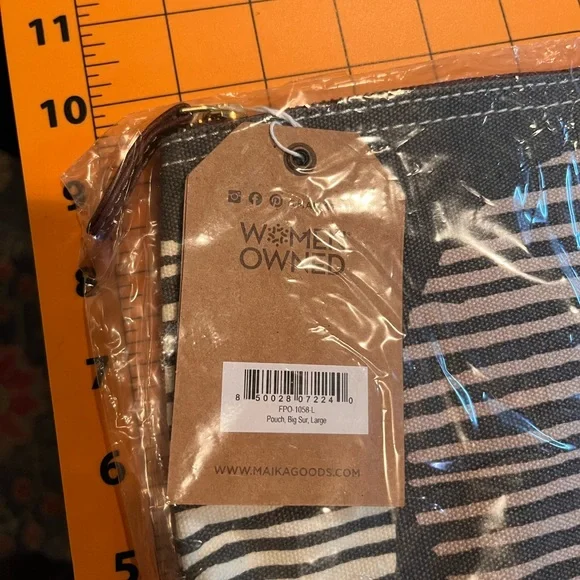 11
10
9
8
7
6
5
WOMEN
OWNED
8 50028 07224 0
FPO-1058-L
Pouch, Big Sur, Large
WWW.MAIKAGOODS.COM